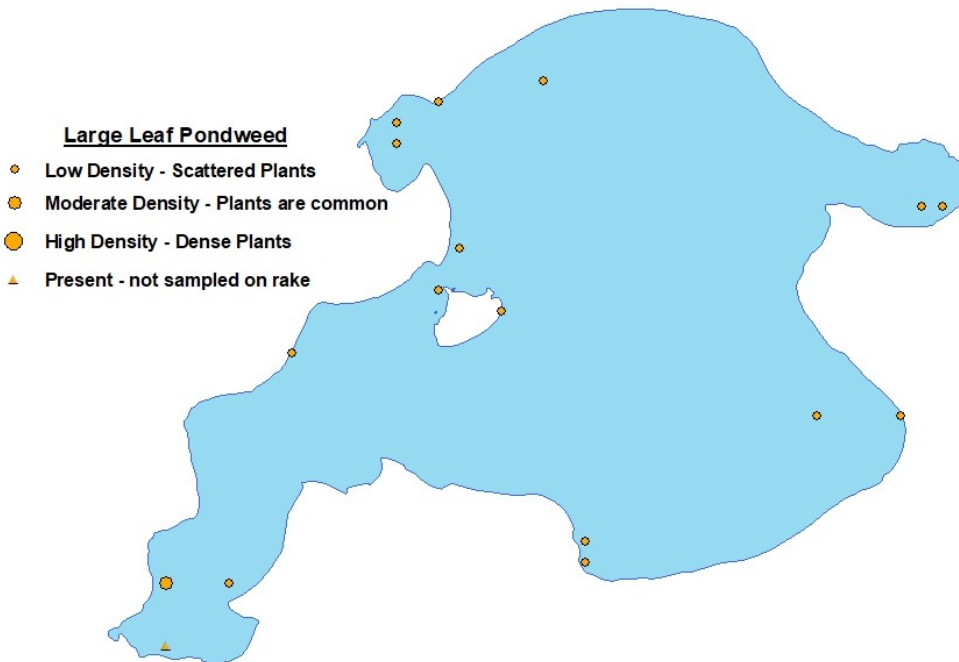 Large Leaf Pondweed
Low Density - Scattered Plants
Moderate Density - Plants are common
High Density - Dense Plants
Present - not sampled on rake